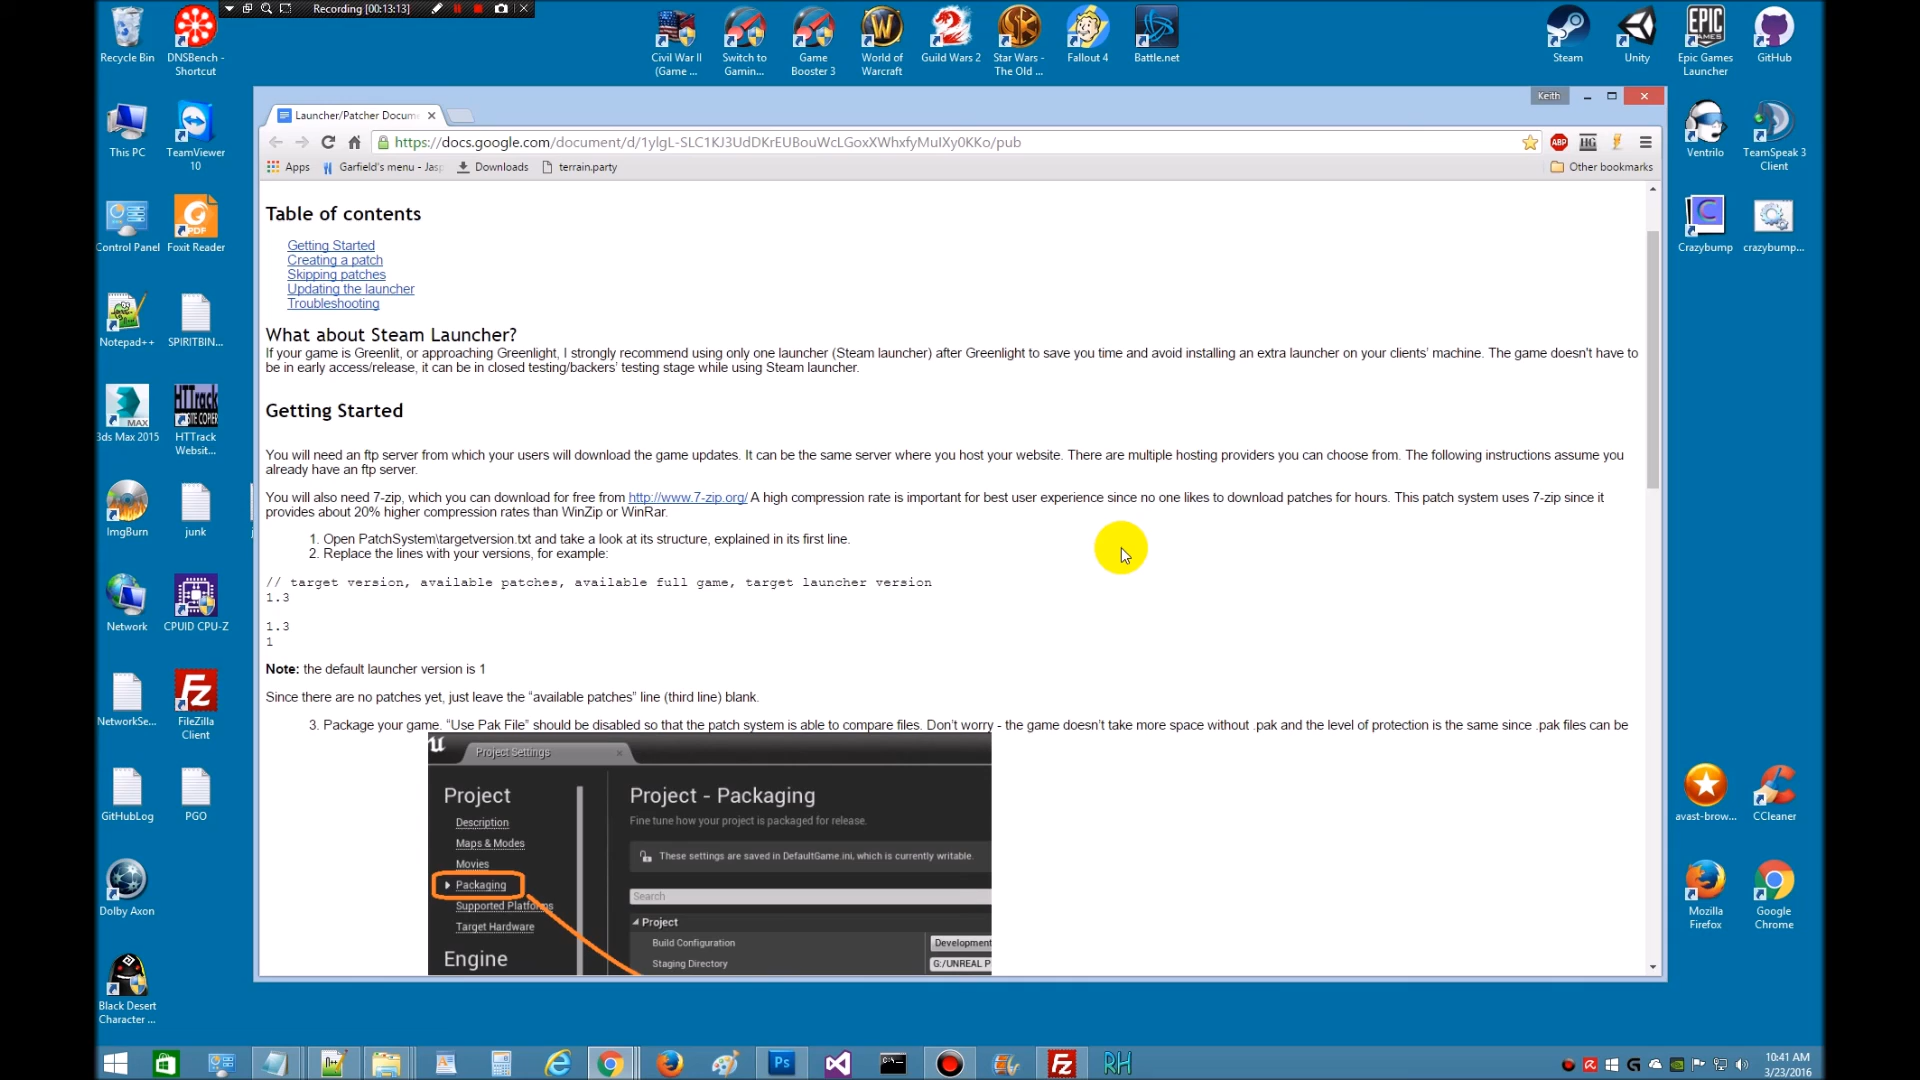 Recording [00:13:13]
Recycle Bin
DNSBench - Shortcut
Civil War II (Game ...
Switch to Gamin...
Game Booster 3
World of Warcraft
Guild Wars 2
Star Wars - The Old ...
Fallout 4
Battle.net
Steam
Unity
Epic Games Launcher
GitHub
This PC
TeamViewer 10
Control Panel
Foxit Reader
Notepad++
SPIRITBIN...
3ds Max 2015
HTTrack Websit...
ImgBurn
junk
Network
CPUID CPU-Z
NetworkSe...
FileZilla Client
GitHubLog
PGO
Dolby Axon
Black Desert Character ...
Ventrilo
TeamSpeak 3 Client
Crazybump
crazybump...
avast-brow...
CCleaner
Mozilla Firefox
Google Chrome
Keith
Launcher/Patcher Docum
https://docs.google.com/document/d/1ylgL-SLC1KJ3UdDKrEUBouWcLGoxXWhxfyMuIXy0KKo/pub
Apps
Garfield's menu - Jas
Downloads
terrain.party
Other bookmarks
Table of contents
Getting Started
Creating a patch
Skipping patches
Updating the launcher
Troubleshooting
What about Steam Launcher?
If your game is Greenlit, or approaching Greenlight, I strongly recommend using only one launcher (Steam launcher) after Greenlight to save you time and avoid installing an extra launcher on your clients' machine. The game doesn't have to
be in early access/release, it can be in closed testing/backers' testing stage while using Steam launcher.
Getting Started
You will need an ftp server from which your users will download the game updates. It can be the same server where you host your website. There are multiple hosting providers you can choose from. The following instructions assume you
already have an ftp server.
You will also need 7-zip, which you can download for free from http://www.7-zip.org/ A high compression rate is important for best user experience since no one likes to download patches for hours. This patch system uses 7-zip since it
provides about 20% higher compression rates than WinZip or WinRar.
1. Open PatchSystem\targetversion.txt and take a look at its structure, explained in its first line.
2. Replace the lines with your versions, for example:
// target version, available patches, available full game, target launcher version
1.3
1.3
1
Note: the default launcher version is 1
Since there are no patches yet, just leave the “available patches” line (third line) blank.
3. Package your game. “Use Pak File” should be disabled so that the patch system is able to compare files. Don't worry - the game doesn't take more space without .pak and the level of protection is the same since .pak files can be
Project Settings
Project
Description
Maps & Modes
Movies
Packaging
Supported Platforms
Target Hardware
Engine
Project - Packaging
Fine tune how your project is packaged for release.
These settings are saved in DefaultGame.ini, which is currently writable.
Search
Project
Build Configuration
Development
Staging Directory
G:/UNREAL P
10:41 AM
3/23/2016